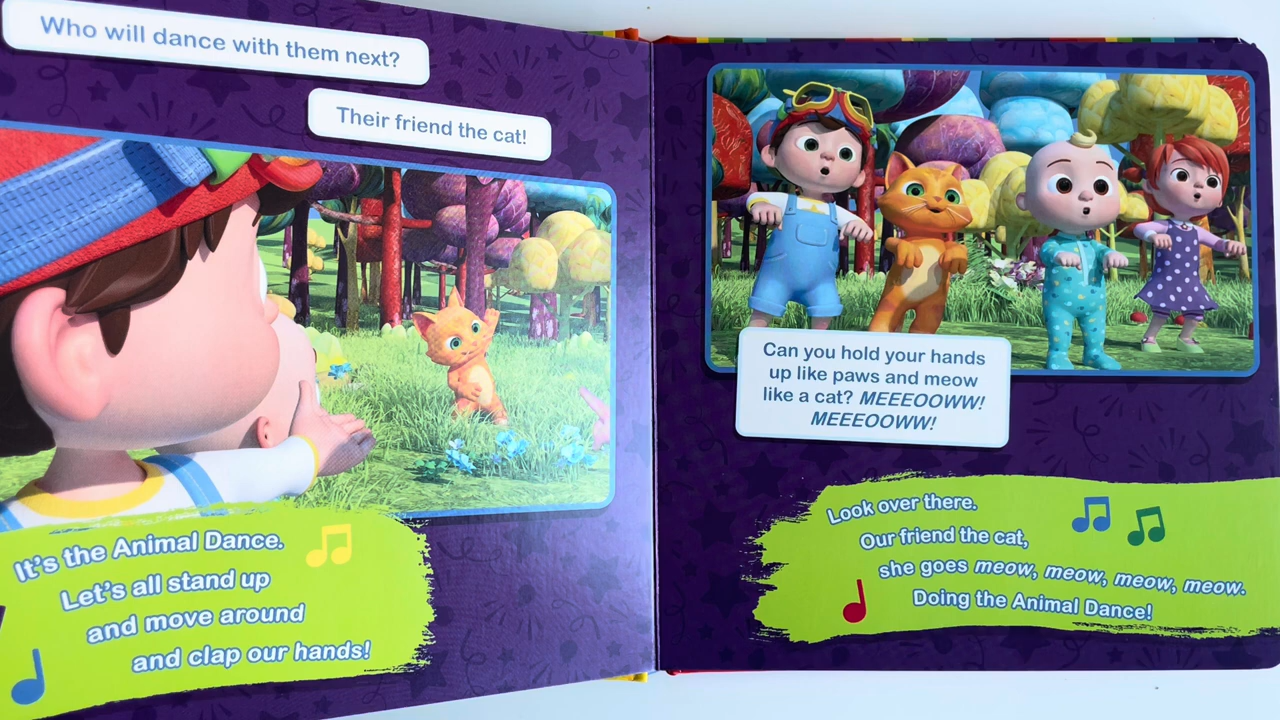 Who will dance with them next?
Their friend the cat!
It's the Animal Dance.
Let's all stand up
and move around
and clap our hands!
Can you hold your hands
up like paws and meow
like a cat? MEEEOOWW!
MEEEOOWW!
Look over there.
Our friend the cat,
she goes meow, meow, meow, meow.
Doing the Animal Dance!